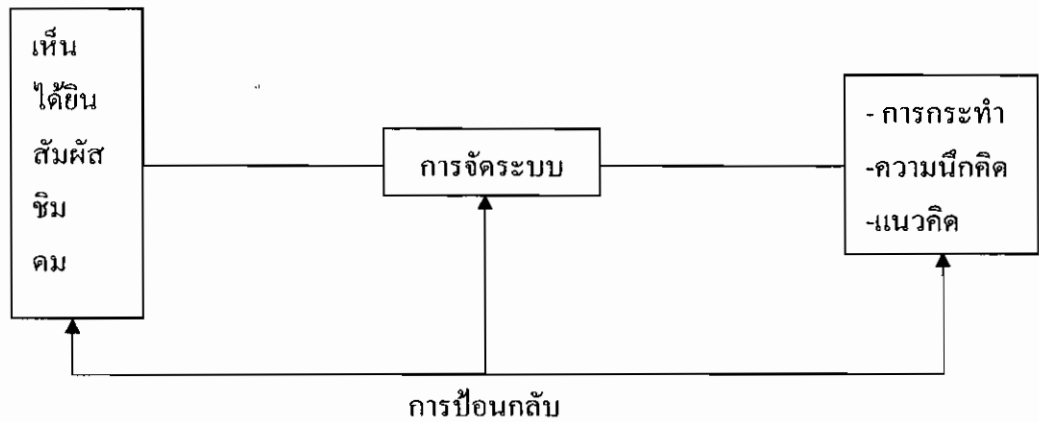 เห็น
ได้ยิน
สัมผัส
ชิม
ดม
การจัดระบบ
- การกระทำ
-ความนึกคิด
-แนวคิด
การป้อนกลับ